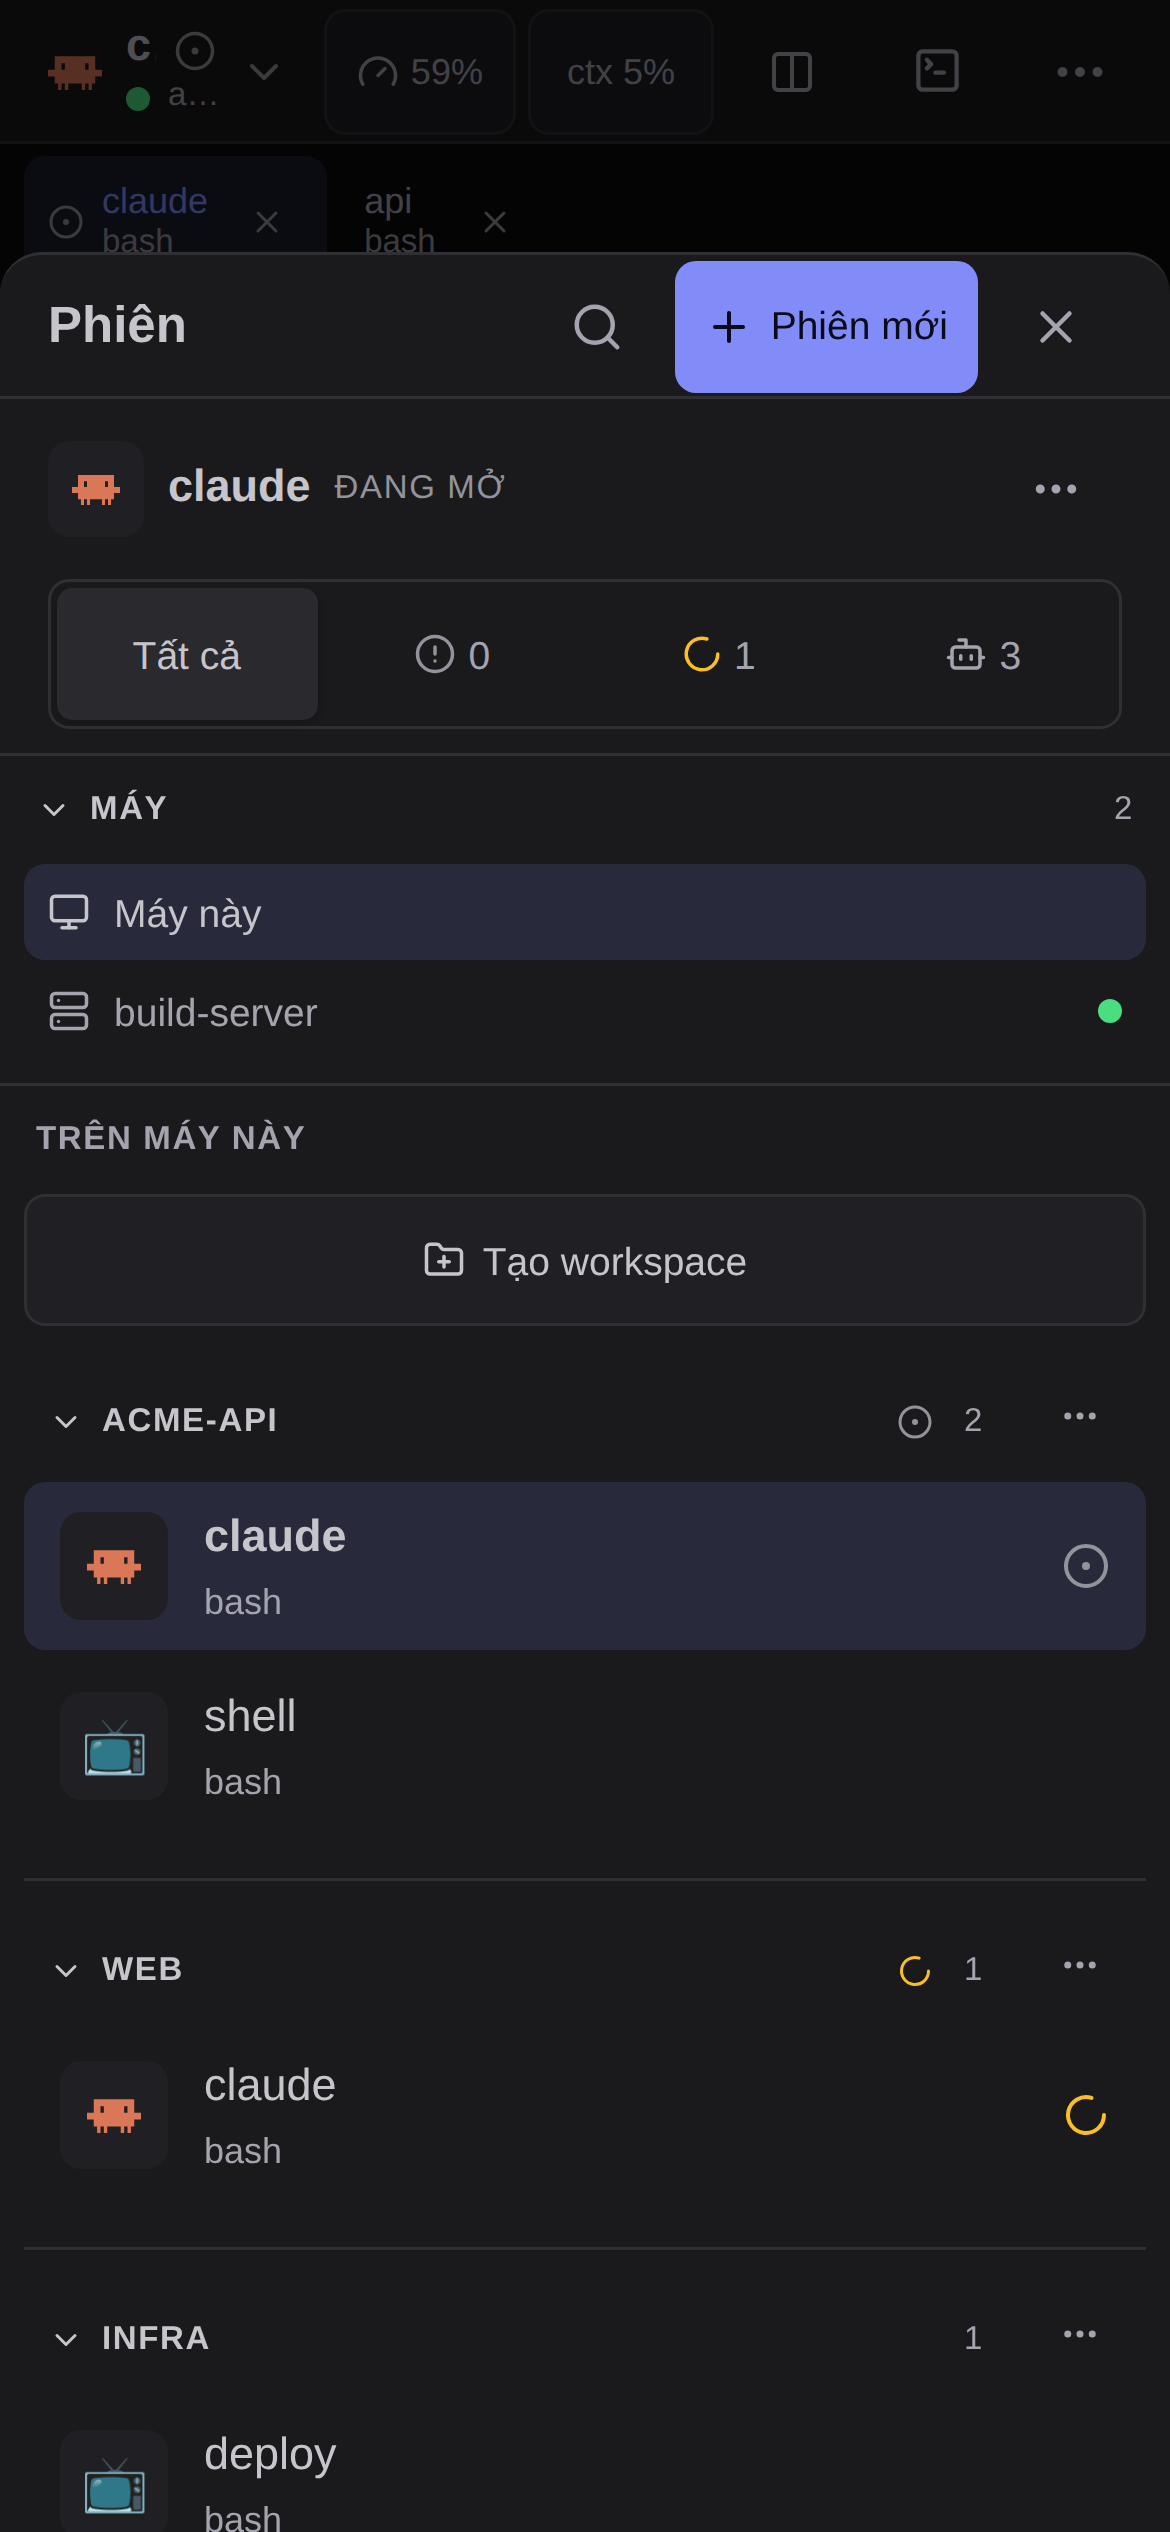 c
a...
59%
ctx 5%
claude
bash
api
bash
Phiên
Phiên mới
claude ĐANG MỞ
Tất cả
0
1
3
MÁY
2
Máy này
build-server
TRÊN MÁY NÀY
Tạo workspace
ACME-API
2
claude
bash
shell
bash
WEB
1
claude
bash
INFRA
1
deploy
bash